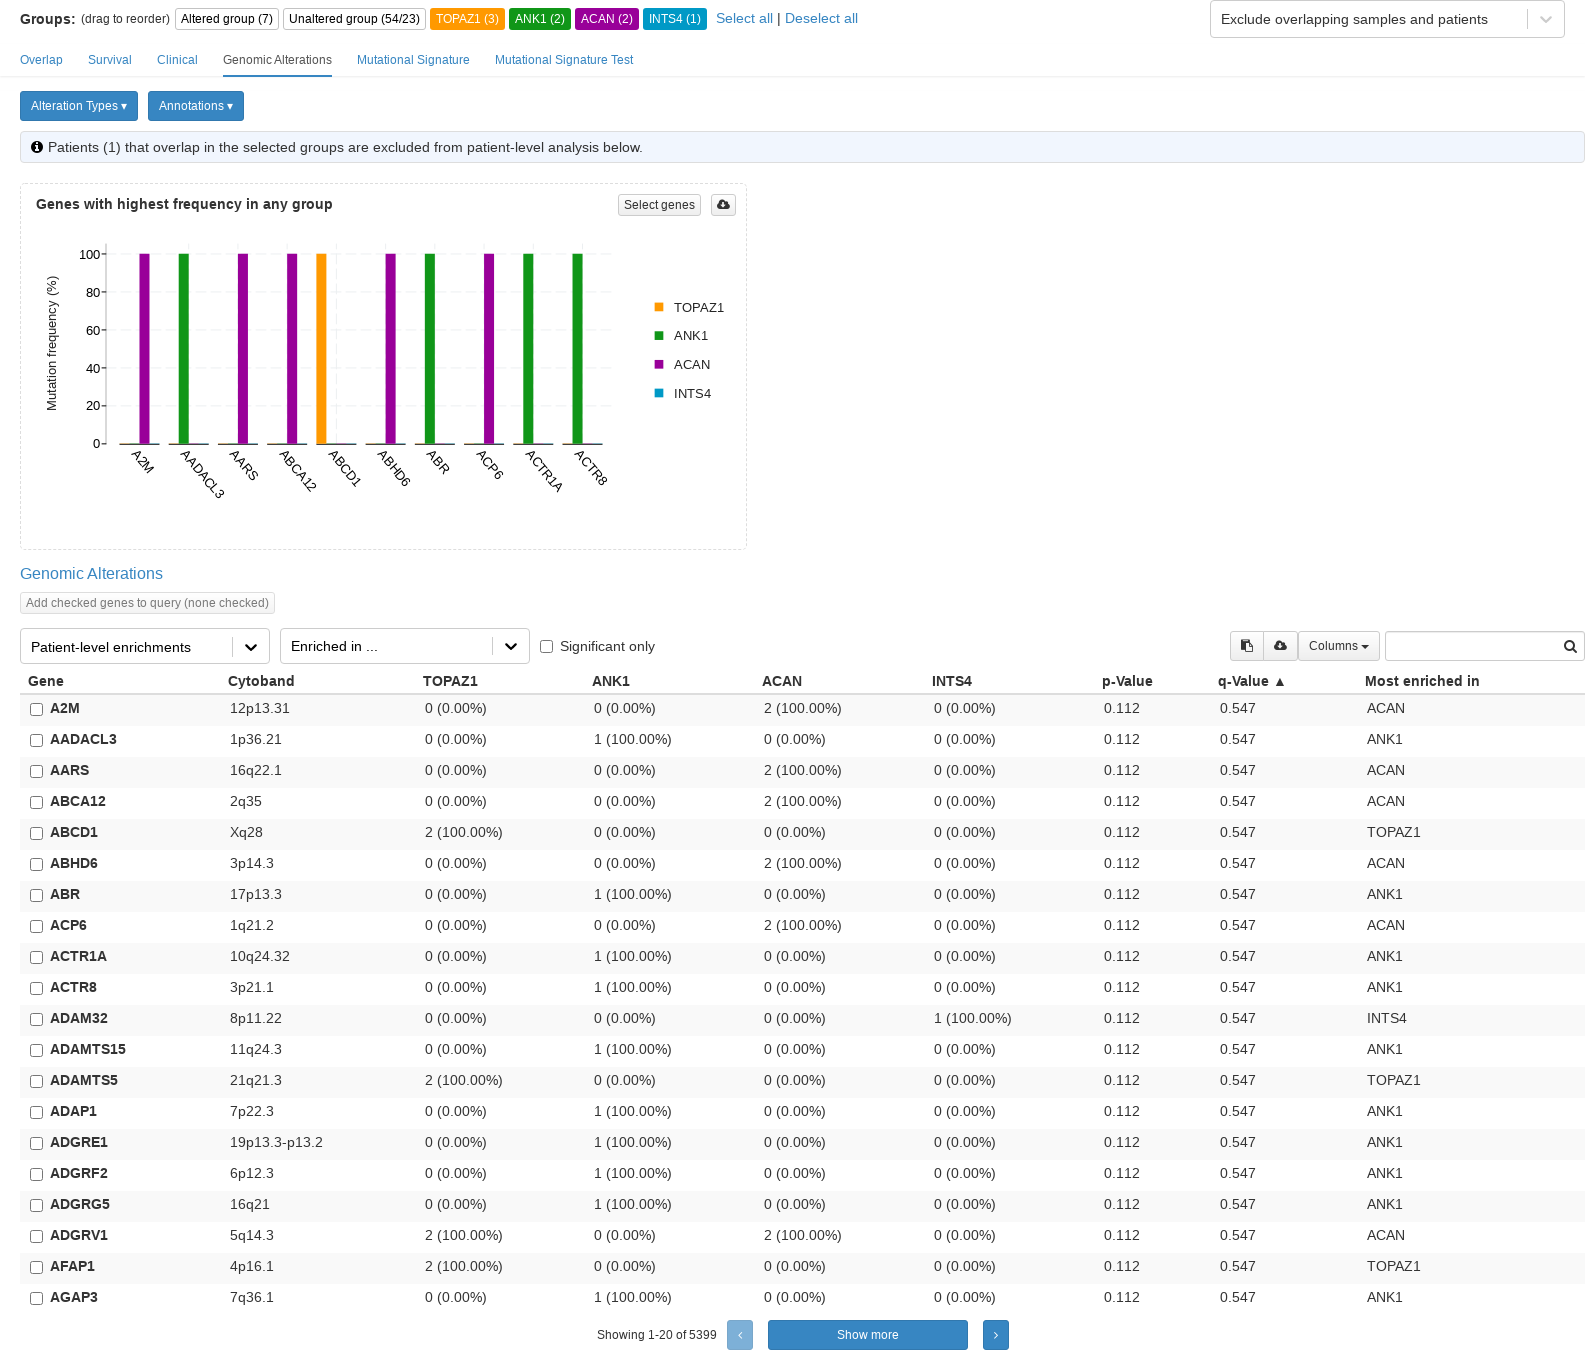 Groups: (drag to reorder) Altered group (7) Unaltered group (54/23) TOPAZ1 (3) ANK1 (2) ACAN (2) INTS4 (1) Select all | Deselect all Exclude overlapping samples and patients
Overlap Survival Clinical Genomic Alterations Mutational Signature Mutational Signature Test
Alteration Types ▾ Annotations ▾
Patients (1) that overlap in the selected groups are excluded from patient-level analysis below.
Genes with highest frequency in any group Select genes
Mutation frequency (%)
100
80
60
40
20
0
A2M AADACL3 AARS ABCA12 ABCD1 ABHD6 ABR ACP6 ACTR1A ACTR8
TOPAZ1
ANK1
ACAN
INTS4
Genomic Alterations
Add checked genes to query (none checked)
Patient-level enrichments Enriched in ... Significant only Columns
Gene Cytoband TOPAZ1 ANK1 ACAN INTS4 p-Value q-Value ▲ Most enriched in
A2M 12p13.31 0 (0.00%) 0 (0.00%) 2 (100.00%) 0 (0.00%) 0.112 0.547 ACAN
AADACL3 1p36.21 0 (0.00%) 1 (100.00%) 0 (0.00%) 0 (0.00%) 0.112 0.547 ANK1
AARS 16q22.1 0 (0.00%) 0 (0.00%) 2 (100.00%) 0 (0.00%) 0.112 0.547 ACAN
ABCA12 2q35 0 (0.00%) 0 (0.00%) 2 (100.00%) 0 (0.00%) 0.112 0.547 ACAN
ABCD1 Xq28 2 (100.00%) 0 (0.00%) 0 (0.00%) 0 (0.00%) 0.112 0.547 TOPAZ1
ABHD6 3p14.3 0 (0.00%) 0 (0.00%) 2 (100.00%) 0 (0.00%) 0.112 0.547 ACAN
ABR 17p13.3 0 (0.00%) 1 (100.00%) 0 (0.00%) 0 (0.00%) 0.112 0.547 ANK1
ACP6 1q21.2 0 (0.00%) 0 (0.00%) 2 (100.00%) 0 (0.00%) 0.112 0.547 ACAN
ACTR1A 10q24.32 0 (0.00%) 1 (100.00%) 0 (0.00%) 0 (0.00%) 0.112 0.547 ANK1
ACTR8 3p21.1 0 (0.00%) 1 (100.00%) 0 (0.00%) 0 (0.00%) 0.112 0.547 ANK1
ADAM32 8p11.22 0 (0.00%) 0 (0.00%) 0 (0.00%) 1 (100.00%) 0.112 0.547 INTS4
ADAMTS15 11q24.3 0 (0.00%) 1 (100.00%) 0 (0.00%) 0 (0.00%) 0.112 0.547 ANK1
ADAMTS5 21q21.3 2 (100.00%) 0 (0.00%) 0 (0.00%) 0 (0.00%) 0.112 0.547 TOPAZ1
ADAP1 7p22.3 0 (0.00%) 1 (100.00%) 0 (0.00%) 0 (0.00%) 0.112 0.547 ANK1
ADGRE1 19p13.3-p13.2 0 (0.00%) 1 (100.00%) 0 (0.00%) 0 (0.00%) 0.112 0.547 ANK1
ADGRF2 6p12.3 0 (0.00%) 1 (100.00%) 0 (0.00%) 0 (0.00%) 0.112 0.547 ANK1
ADGRG5 16q21 0 (0.00%) 1 (100.00%) 0 (0.00%) 0 (0.00%) 0.112 0.547 ANK1
ADGRV1 5q14.3 2 (100.00%) 0 (0.00%) 2 (100.00%) 0 (0.00%) 0.112 0.547 ACAN
AFAP1 4p16.1 2 (100.00%) 0 (0.00%) 0 (0.00%) 0 (0.00%) 0.112 0.547 TOPAZ1
AGAP3 7q36.1 0 (0.00%) 1 (100.00%) 0 (0.00%) 0 (0.00%) 0.112 0.547 ANK1
Showing 1-20 of 5399 ‹ Show more ›